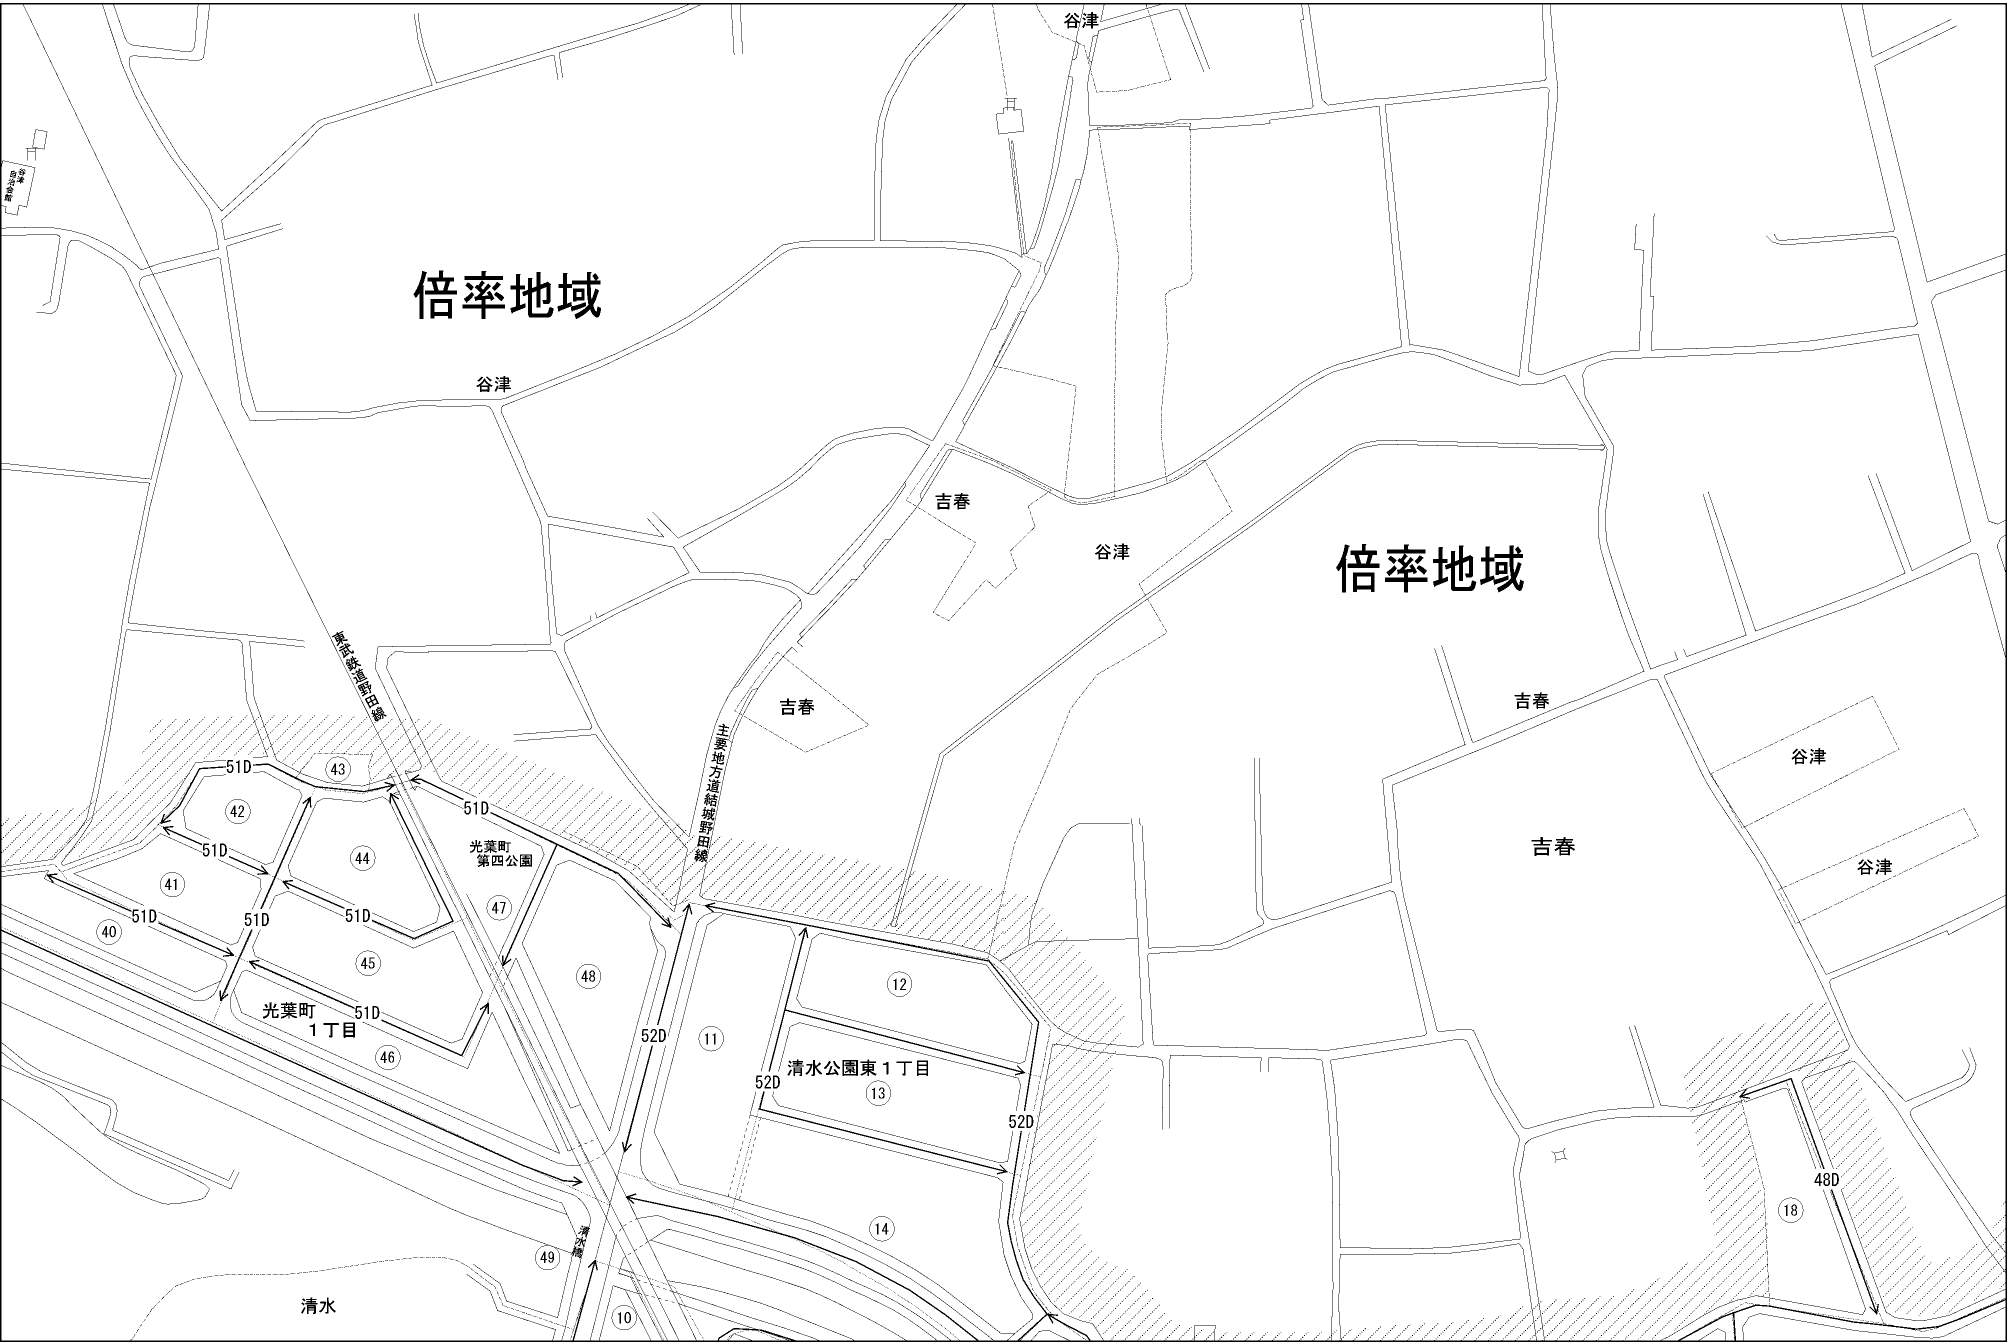 谷津
谷津
自治会館
倍率地域
谷津
吉春
谷津
倍率地域
東武鉄道野田線
吉春
吉春
主要地方道結城野田線
谷津
51D
43
51D
42
51D
光葉町
第四公園
44
吉春
谷津
41
47
51D
51D
51D
40
45
48
12
光葉町
1丁目
51D
46
52D
11
清水公園東1丁目
52D
13
52D
48D
18
14
清水橋
49
清水
10